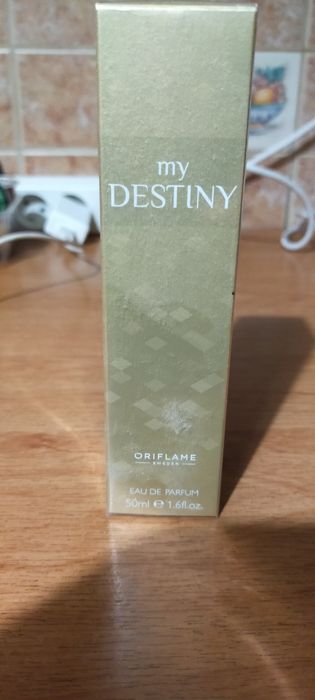 my
DESTINY
ORIFLAME
SWEDEN
EAU DE PARFUM
50ml ℮ 1.6fl.oz.